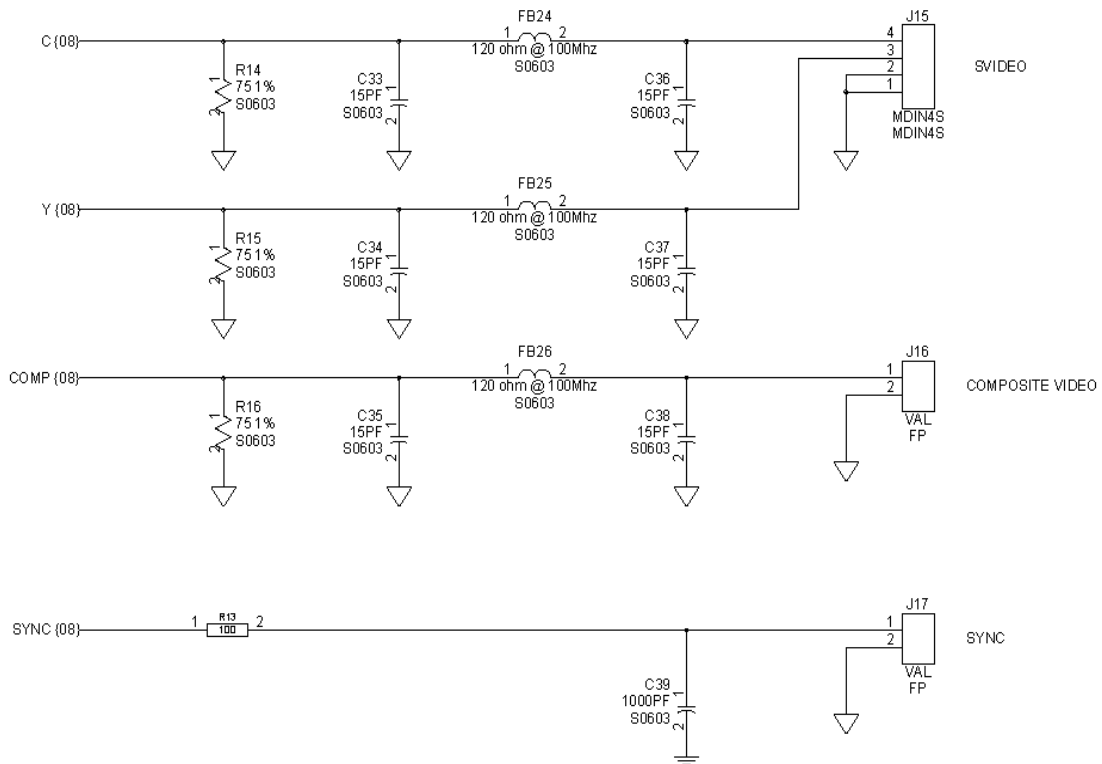 FB24
J15
C {08}
1 2
120 ohm @ 100Mhz
S0603
4
3
2
1
SVIDEO
MDIN4S
MDIN4S
R14
751%
S0603
1
2
C33
15PF
S0603
1
2
C36
15PF
S0603
1
2
FB25
Y {08}
1 2
120 ohm @ 100Mhz
S0603
R15
751%
S0603
1
2
C34
15PF
S0603
1
2
C37
15PF
S0603
1
2
FB26
J16
COMP {08}
1 2
120 ohm @ 100Mhz
S0603
1
2
COMPOSITE VIDEO
VAL
FP
R16
751%
S0603
1
2
C35
15PF
S0603
1
2
C38
15PF
S0603
1
2
J17
SYNC {08}
1 R13 2
100
1
2
SYNC
VAL
FP
C39
1000PF
S0603
1
2